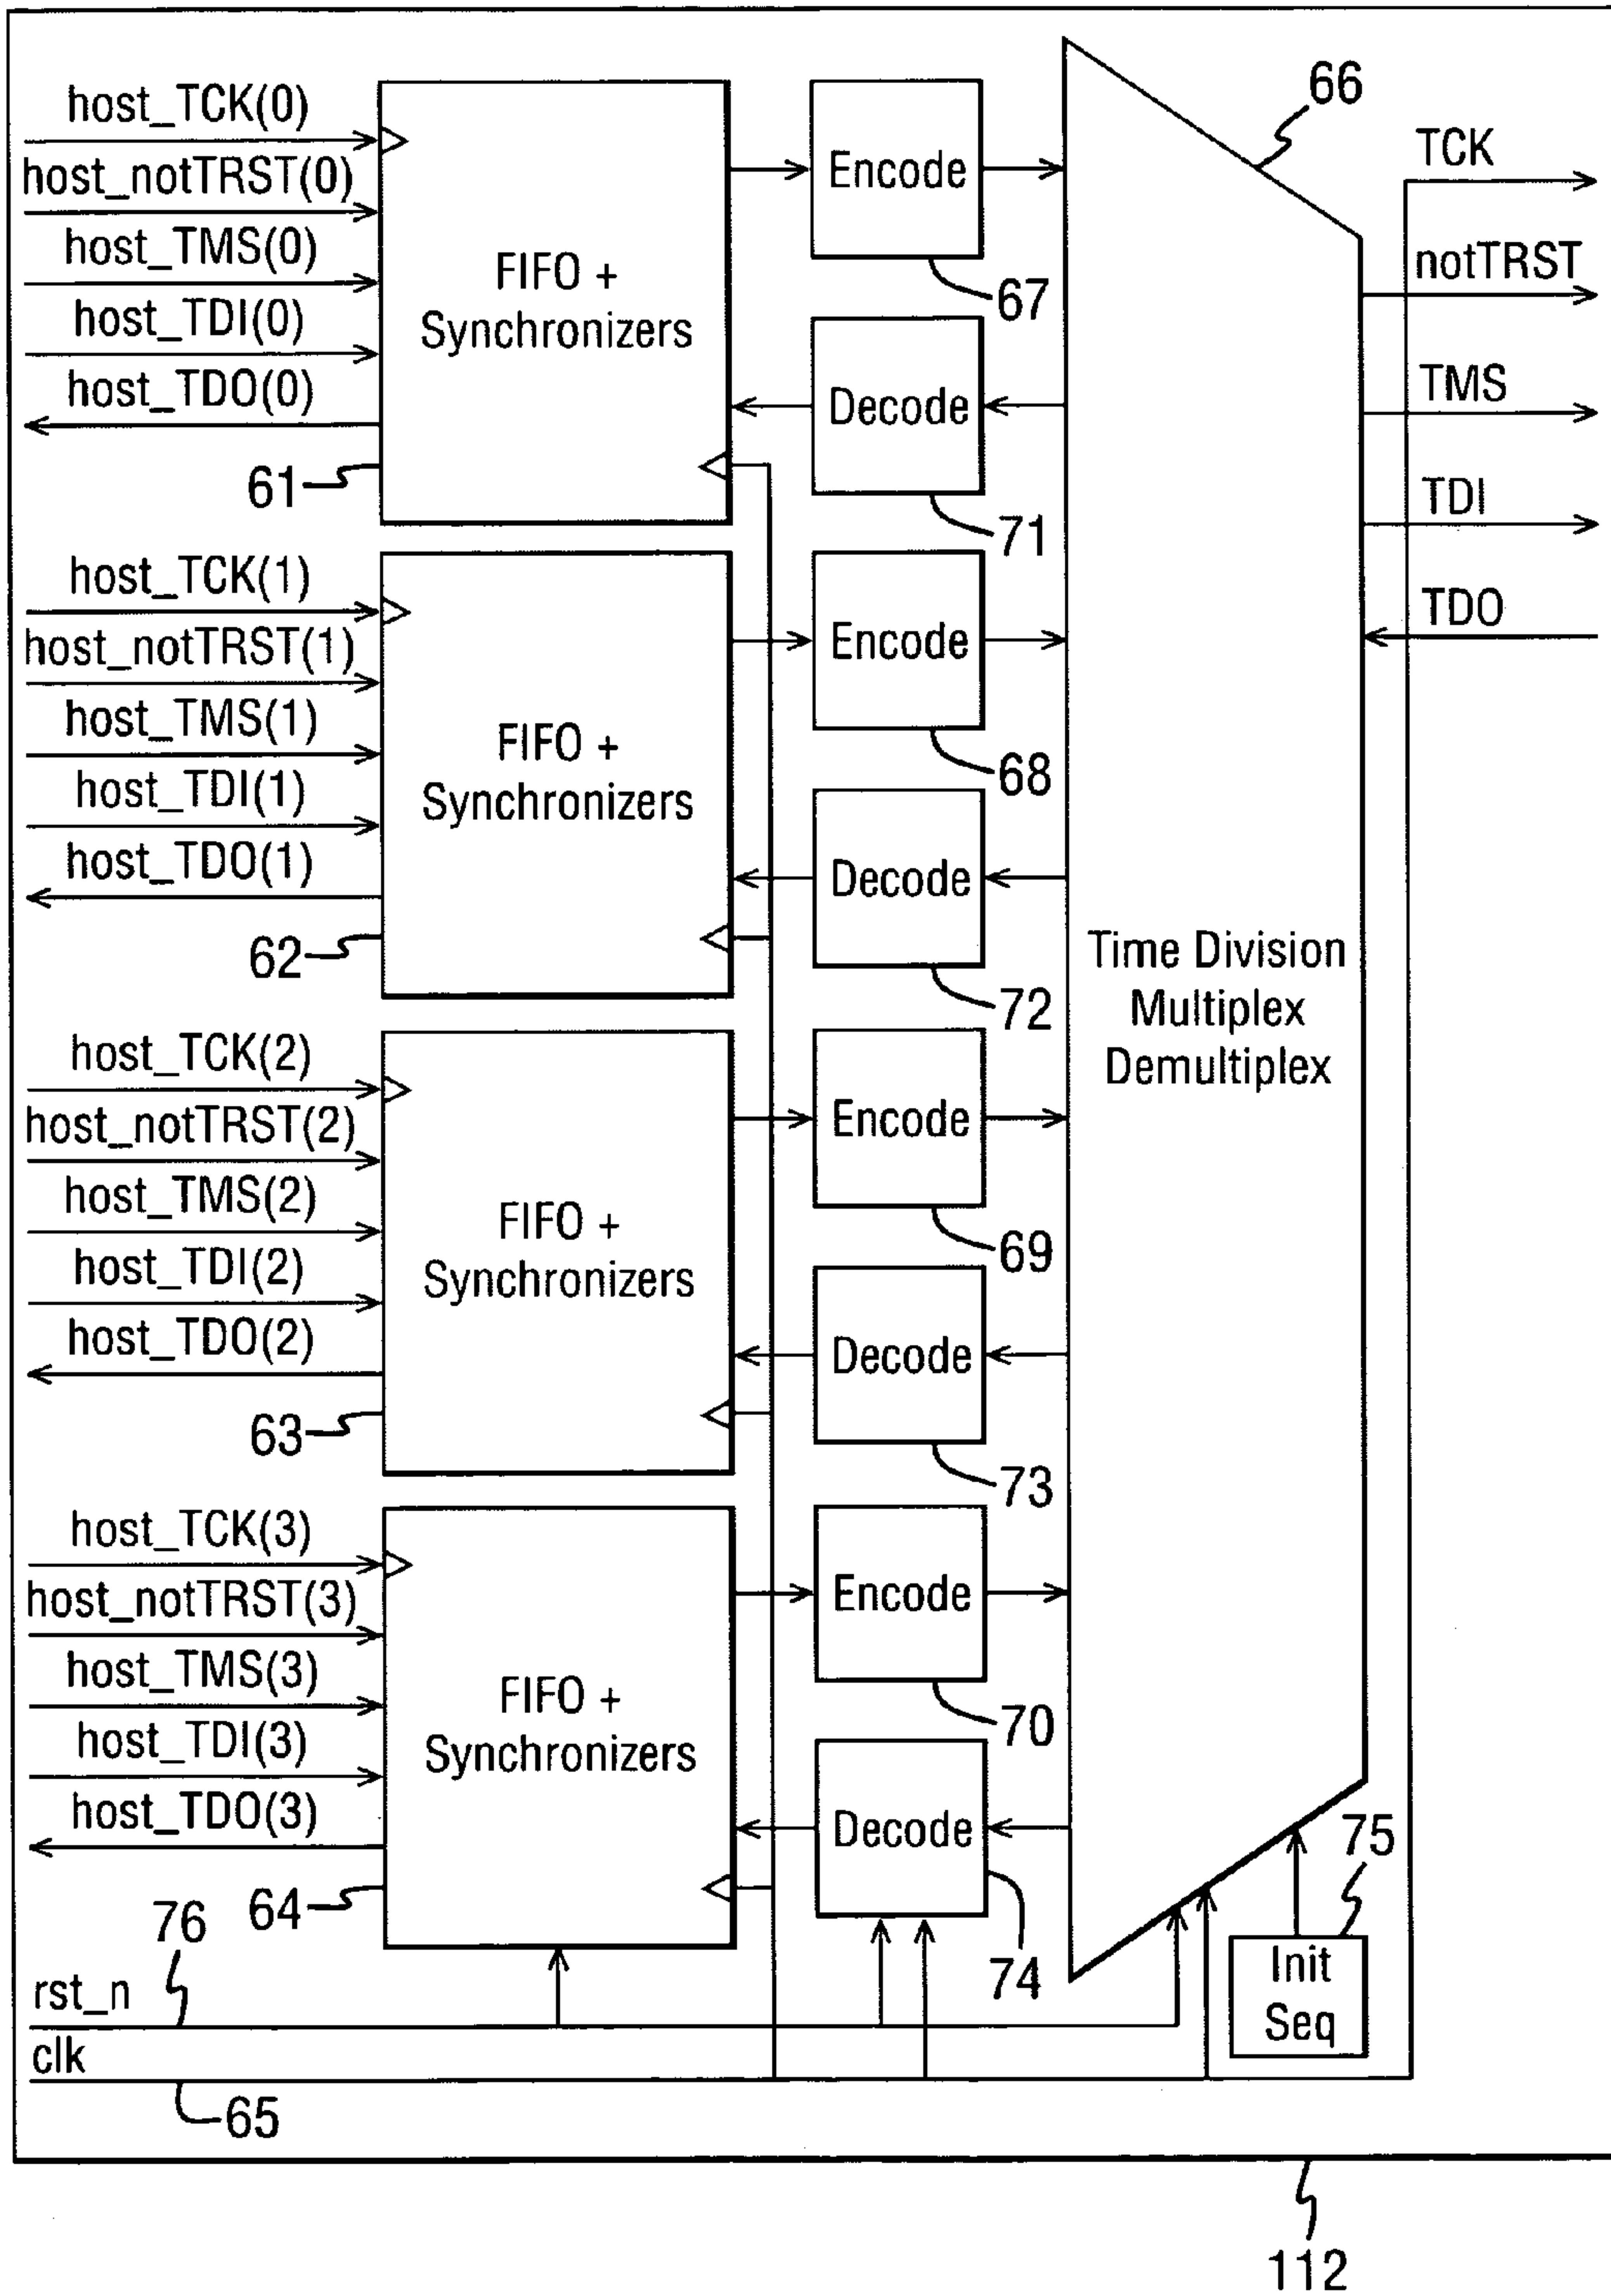 host_TCK(0)
host_notTRST(0)
host_TMS(0)
host_TDI(0)
host_TDO(0)
61
FIFO +
Synchronizers
Encode
67
Decode
71
66
TCK
notTRST
TMS
TDI
TDO
host_TCK(1)
host_notTRST(1)
host_TMS(1)
host_TDI(1)
host_TDO(1)
62
FIFO +
Synchronizers
Encode
68
Decode
72
Time Division
Multiplex
Demultiplex
host_TCK(2)
host_notTRST(2)
host_TMS(2)
host_TDI(2)
host_TDO(2)
63
FIFO +
Synchronizers
Encode
69
Decode
73
host_TCK(3)
host_notTRST(3)
host_TMS(3)
host_TDI(3)
host_TDO(3)
64
FIFO +
Synchronizers
Encode
70
Decode
74
75
Init
Seq
76
rst_n
clk
65
112